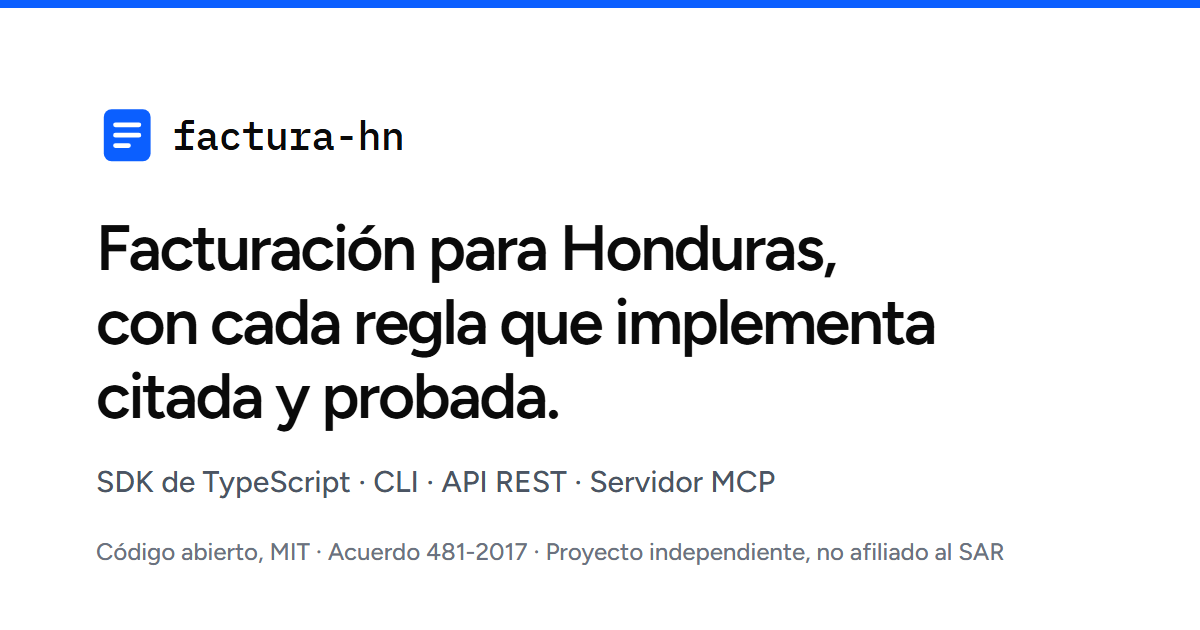 factura-hn
Facturación para Honduras,
con cada regla que implementa
citada y probada.
SDK de TypeScript · CLI · API REST · Servidor MCP
Código abierto, MIT · Acuerdo 481-2017 · Proyecto independiente, no afiliado al SAR